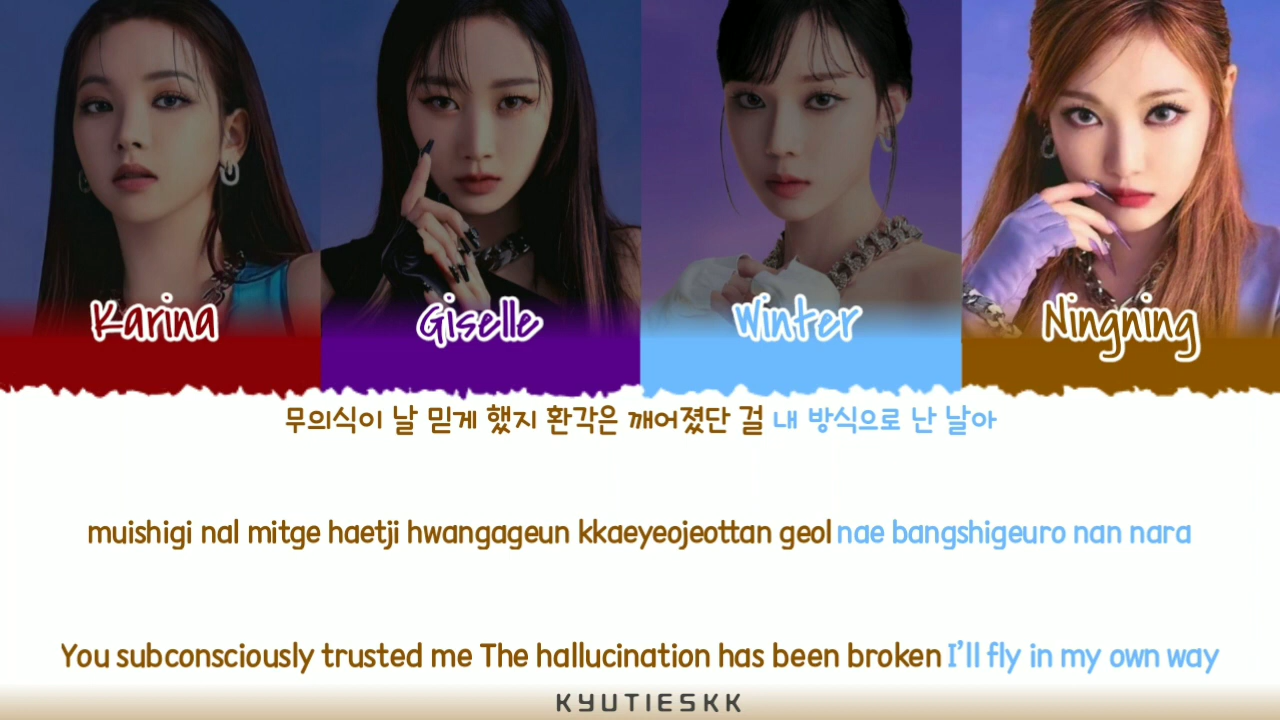 Karina Giselle Winter Ningning
무의식이 날 믿게 했지 환각은 깨어졌단 걸 내 방식으로 난 날아
muishigi nal mitge haetji hwangageun kkaeyeojeottan geol nae bangshigeuro nan nara
You subconsciously trusted me The hallucination has been broken I'll fly in my own way
KYUTIESKK